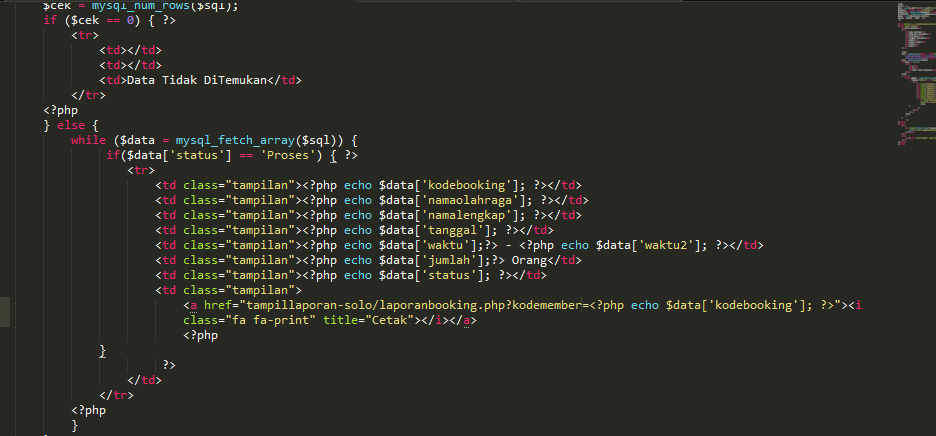 $cek = mysql_num_rows($sql);
if ($cek == 0) { ?>
<tr>
<td></td>
<td></td>
<td>Data Tidak DiTemukan</td>
</tr>
<?php
} else {
while ($data = mysql_fetch_array($sql)) {
if($data['status'] == 'Proses') { ?>
<tr>
<td class="tampilan"><?php echo $data['kodebooking']; ?></td>
<td class="tampilan"><?php echo $data['namaolahraga']; ?></td>
<td class="tampilan"><?php echo $data['namalengkap']; ?></td>
<td class="tampilan"><?php echo $data['tanggal']; ?></td>
<td class="tampilan"><?php echo $data['waktu'];?> - <?php echo $data['waktu2']; ?></td>
<td class="tampilan"><?php echo $data['jumlah'];?> Orang</td>
<td class="tampilan"><?php echo $data['status']; ?></td>
<td class="tampilan">
<a href="tampillaporan-solo/laporanbooking.php?kodemember=<?php echo $data['kodebooking']; ?>"><i
class="fa fa-print" title="Cetak"></i></a>
<?php
}
?>
</td>
</tr>
<?php
}